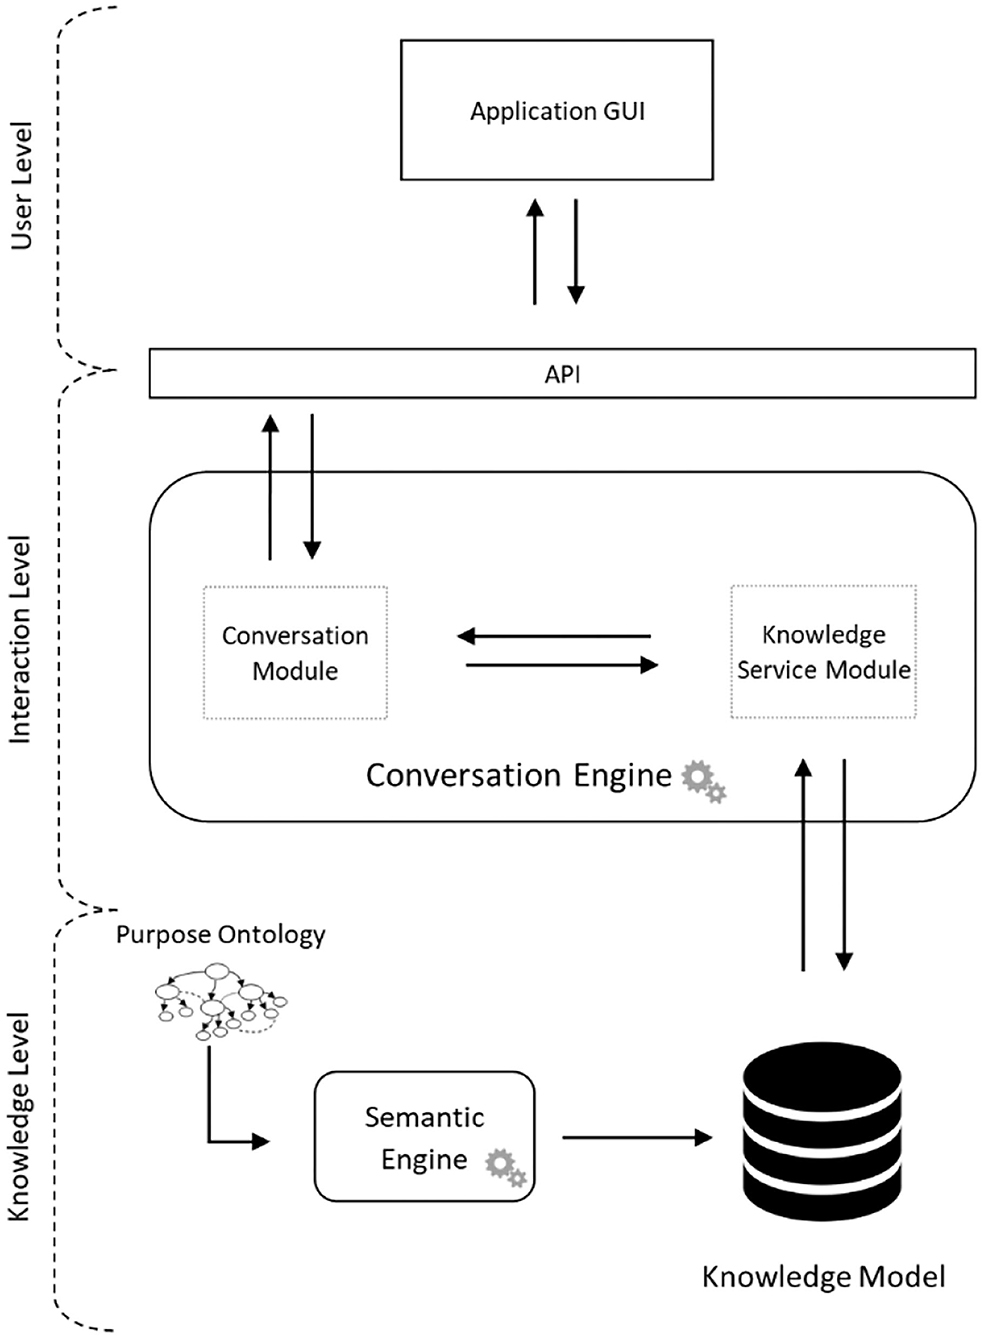 User Level
Application GUI
API
Interaction Level
Conversation
Module
Knowledge
Service Module
Conversation Engine
Knowledge Level
Purpose Ontology
Semantic
Engine
Knowledge Model